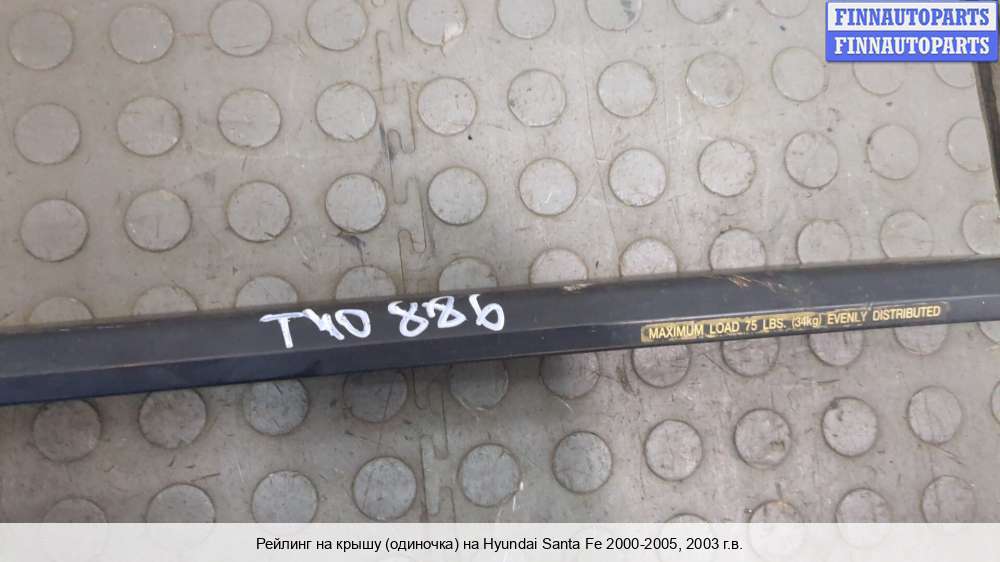 FINNAUTOPARTS
FINNAUTOPARTS
T40 886
MAXIMUM LOAD 75 LBS. (34kg) EVENLY DISTRIBUTED
Рейлинг на крышу (одиночка) на Hyundai Santa Fe 2000-2005, 2003 г.в.